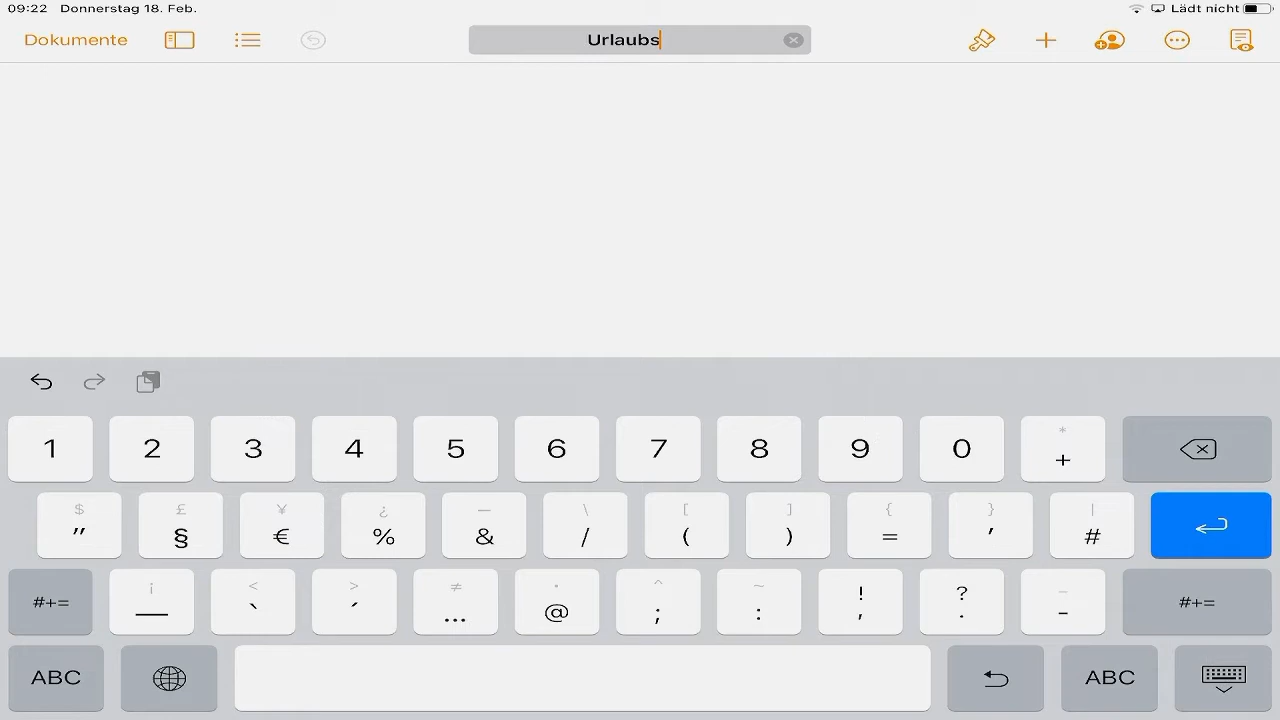 09:22 Donnerstag 18. Feb. Lädt nicht
Dokumente Urlaubs
1 2 3 4 5 6 7 8 9 0 * +
$ " £ § ¥ € ¿ % — & \ / [ ( ] ) { = } ' | #
#+= ¡ _ < ` > ´ ≠ … · @ ^ ; ~ : ! , ? . – - #+=
ABC ABC